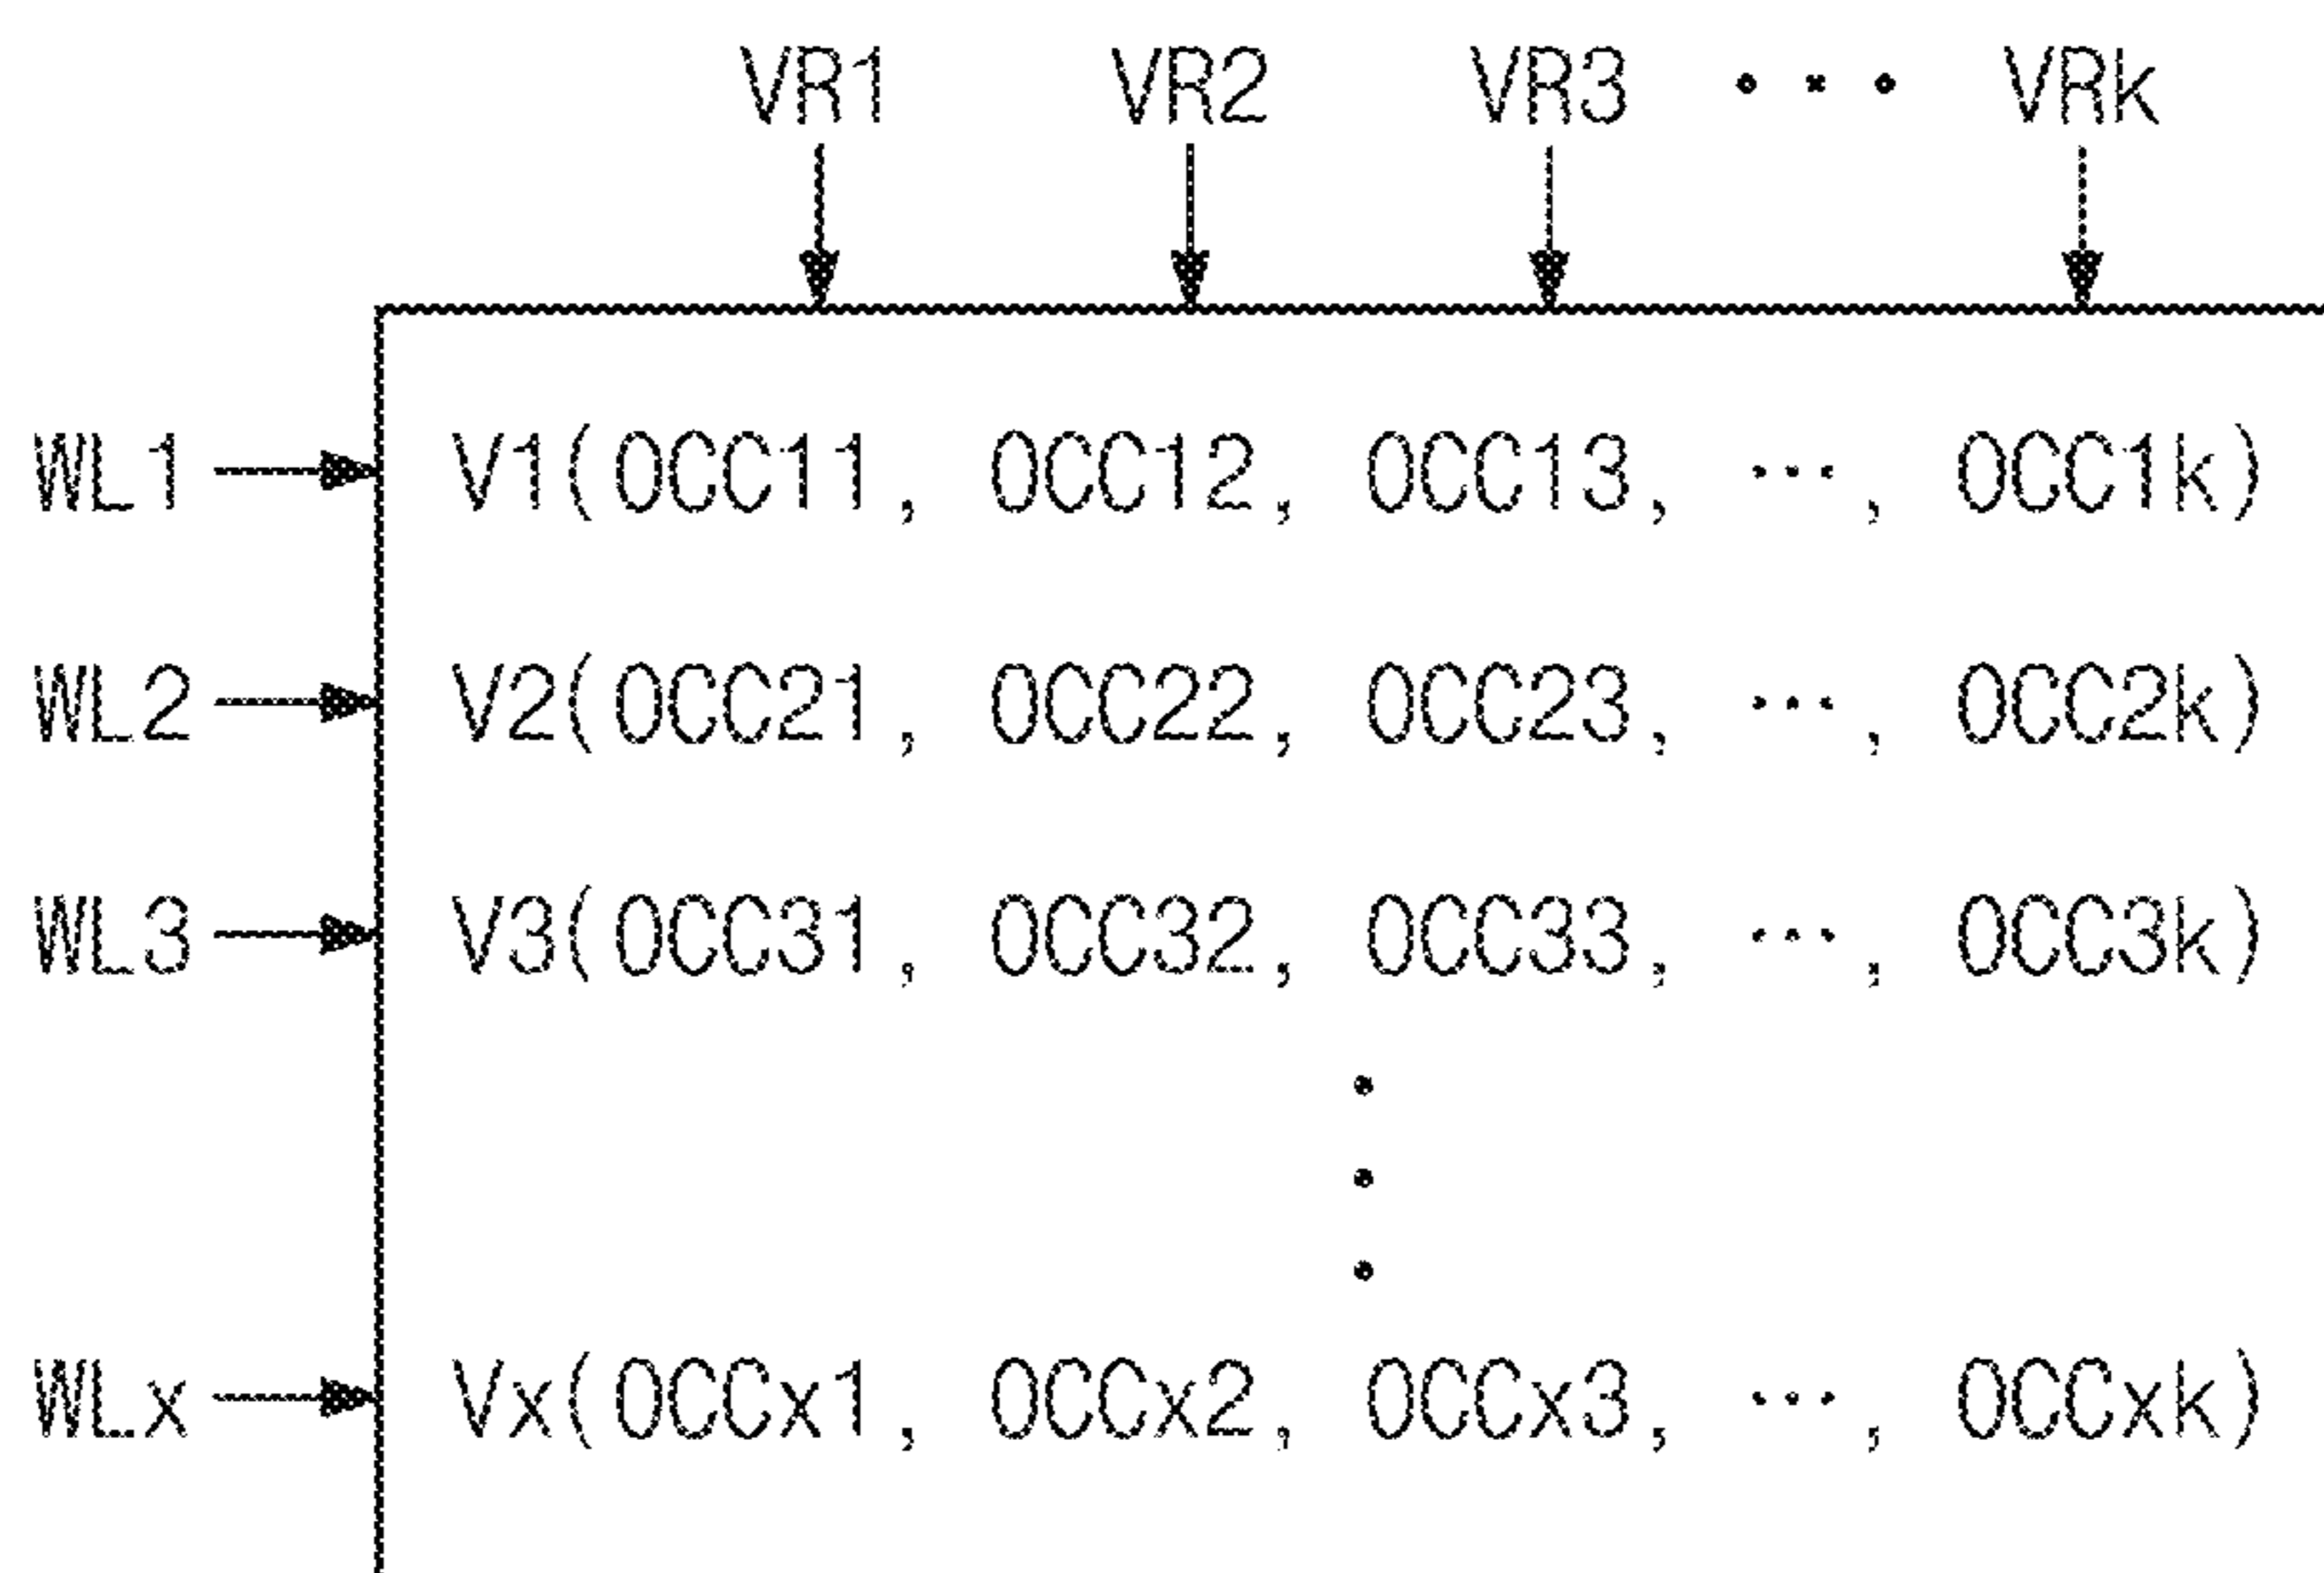 VR1 VR2 VR3 ··· VRk
WL1 V1(OCC11, OCC12, OCC13, ···, OCC1k)
WL2 V2(OCC21, OCC22, OCC23, ···, OCC2k)
WL3 V3(OCC31, OCC32, OCC33, ···, OCC3k)
WLx Vx(OCCx1, OCCx2, OCCx3, ···, OCCxk)